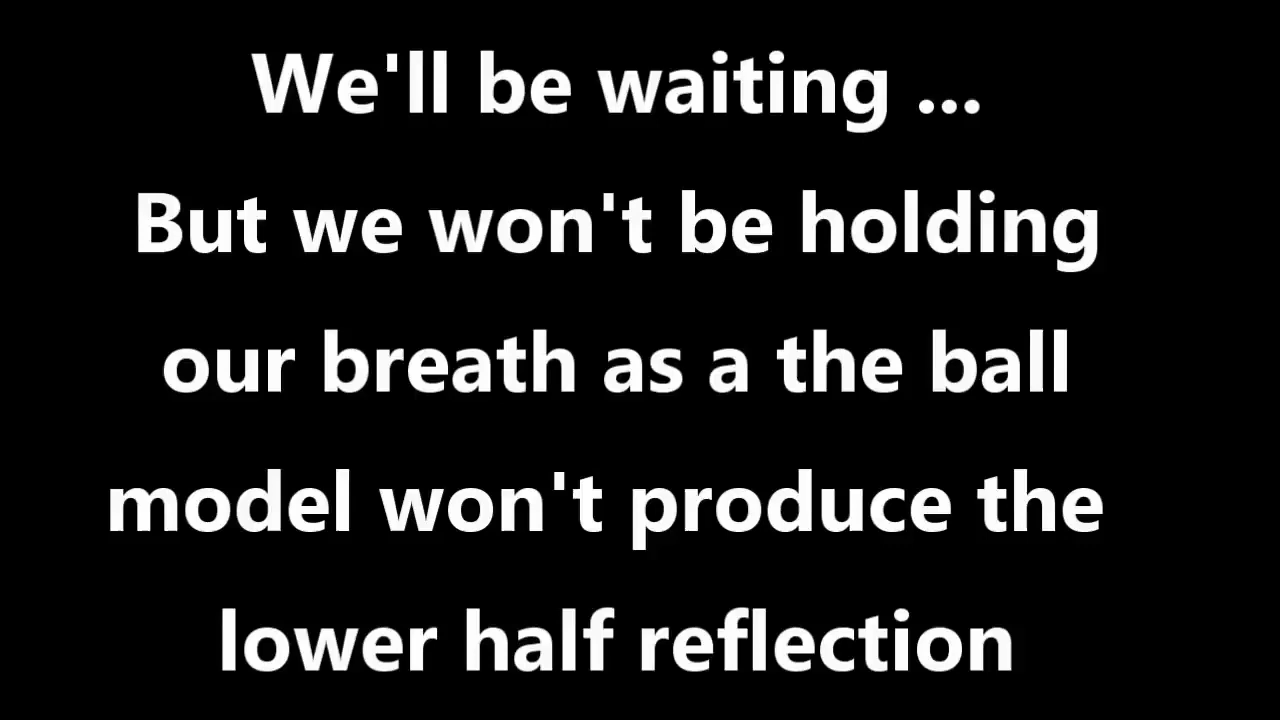 We'll be waiting ...
But we won't be holding
our breath as a the ball
model won't produce the
lower half reflection